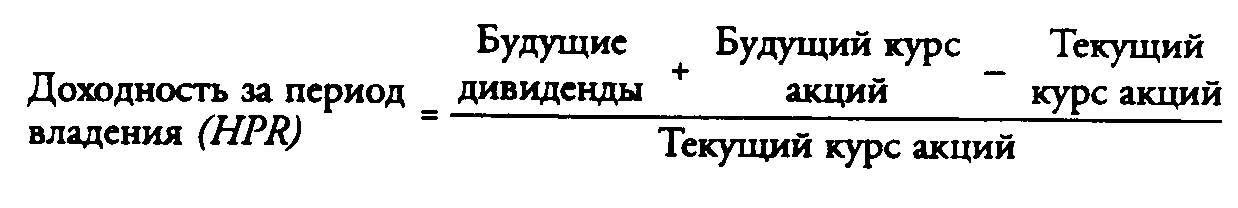 Доходность за период
владения (HPR)
=
Будущие
дивиденды
+
Будущий курс
акций
−
Текущий
курс акций
Текущий курс акций